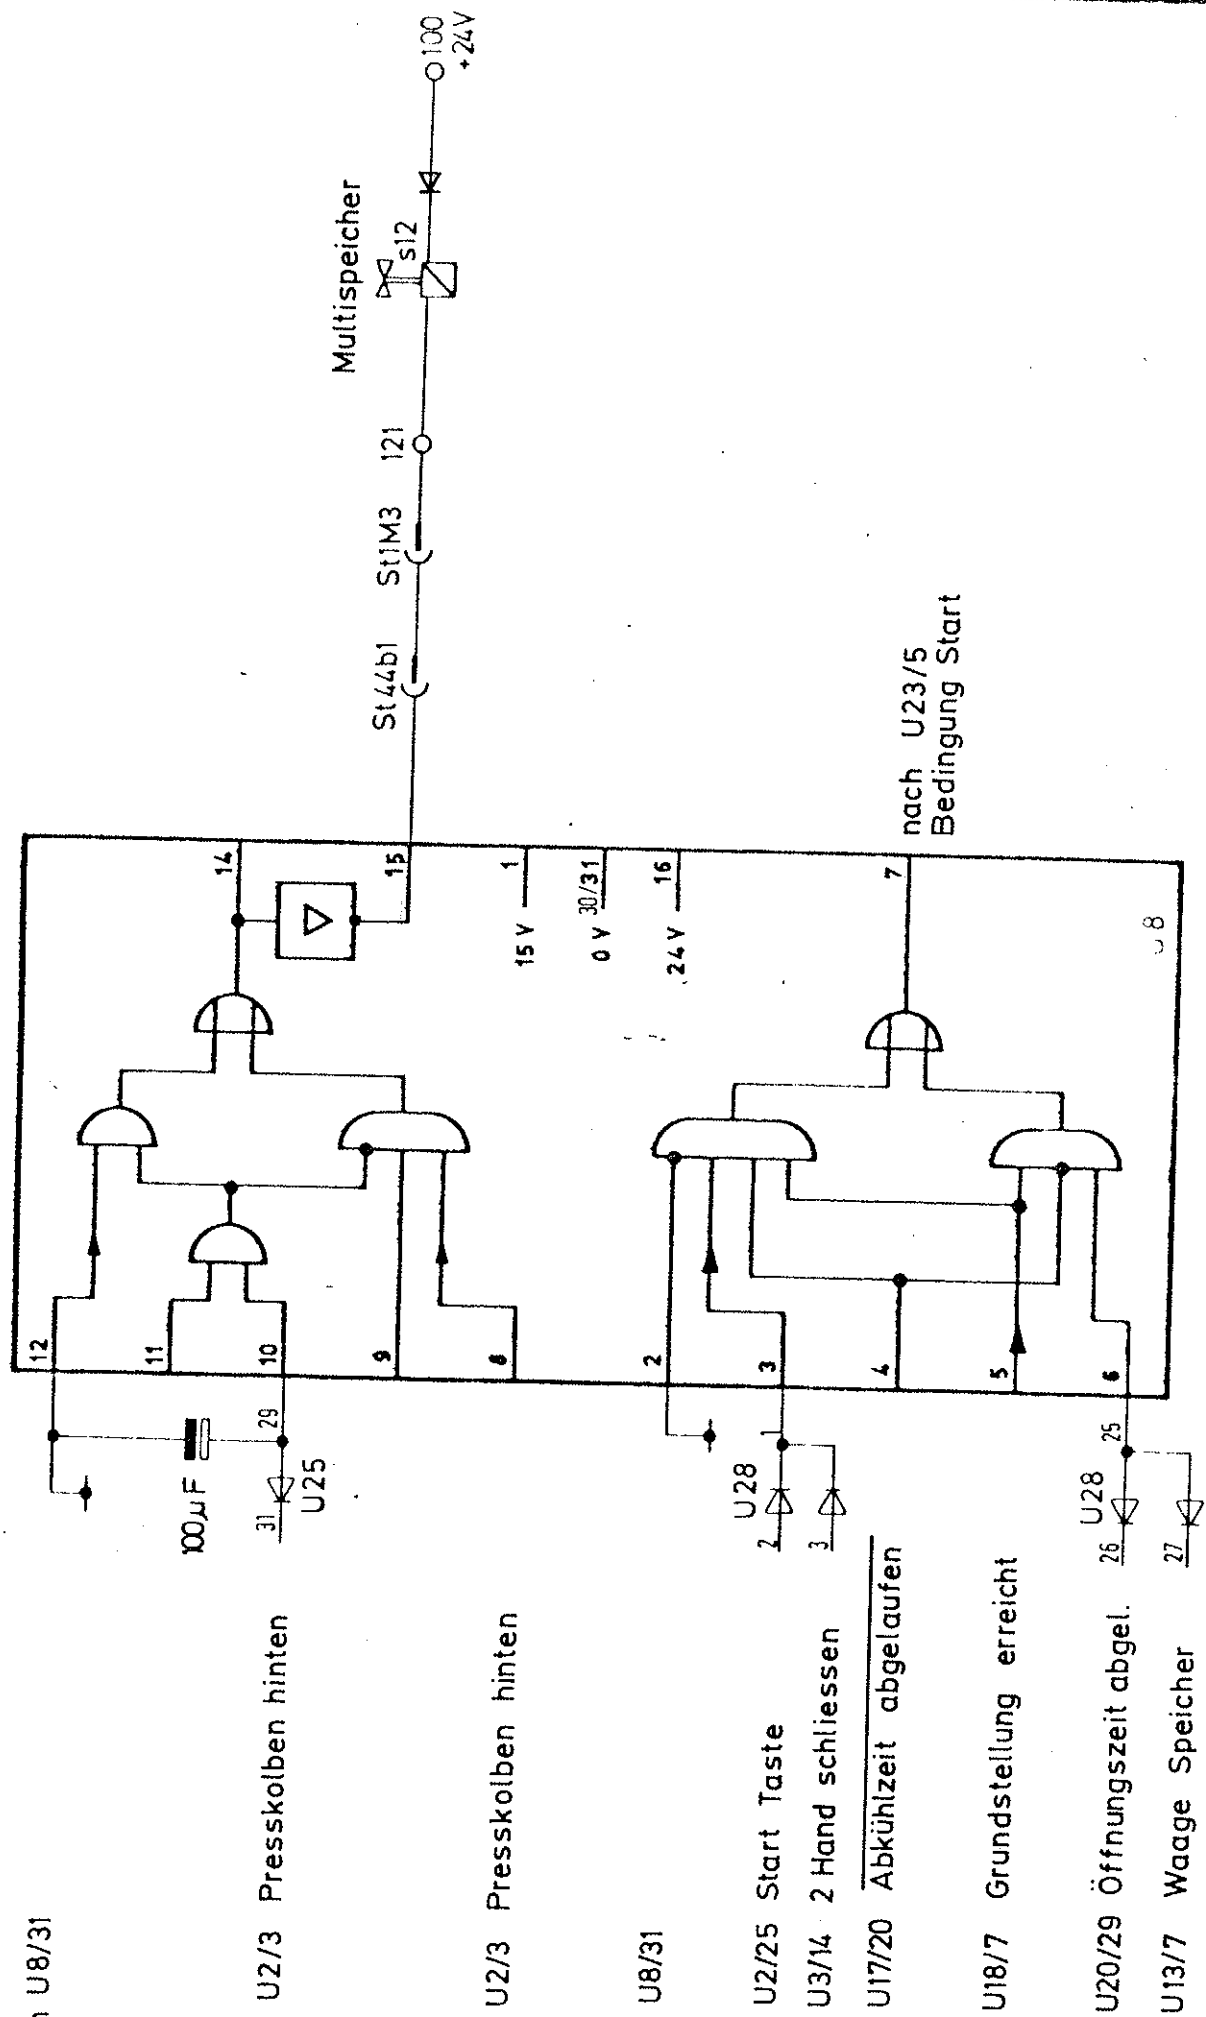 U8/31
U2/3 Presskolben hinten
U2/3 Presskolben hinten
U8/31
U2/25 Start Taste
U3/14 2 Hand schliessen
U17/20 Abkühlzeit abgelaufen
U18/7 Grundstellung erreicht
U20/29 Öffnungszeit abgel.
U13/7 Waage Speicher
100µF
31
29
U25
U28
2
3
1
U28
26
27
25
12
11
10
9
8
2
3
4
5
6
14
15
15 V 1
0 V 30/31
24 V 16
7
St44b1
St1M3
121
Multispeicher
s12
100
+24V
nach U23/5
Bedingung Start